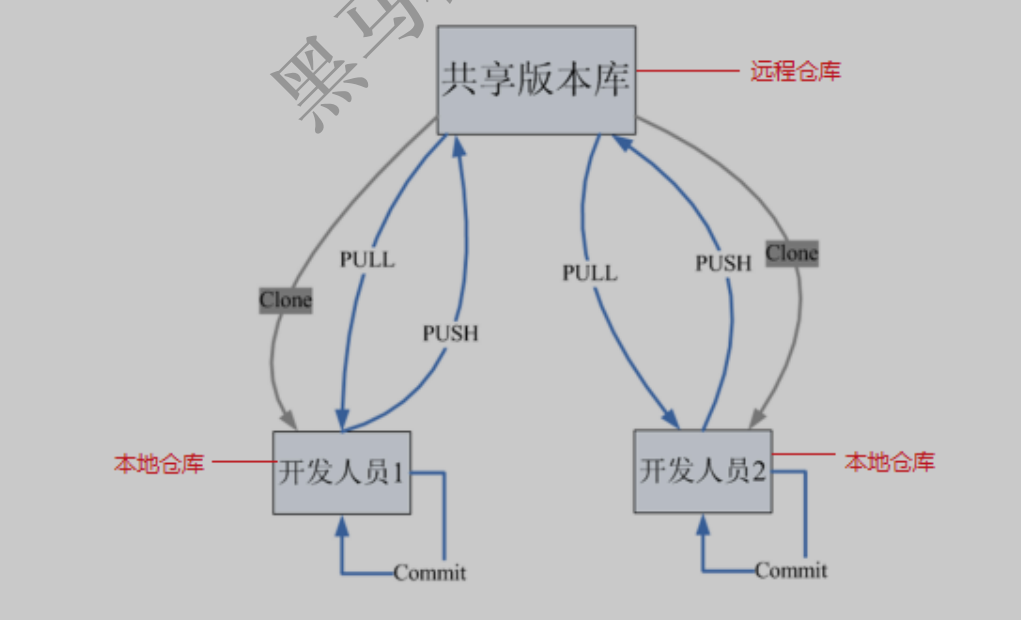 黑马
共享版本库
远程仓库
PULL
PULL
PUSH
Clone
Clone
PUSH
本地仓库
开发人员1
开发人员2
本地仓库
Commit
Commit